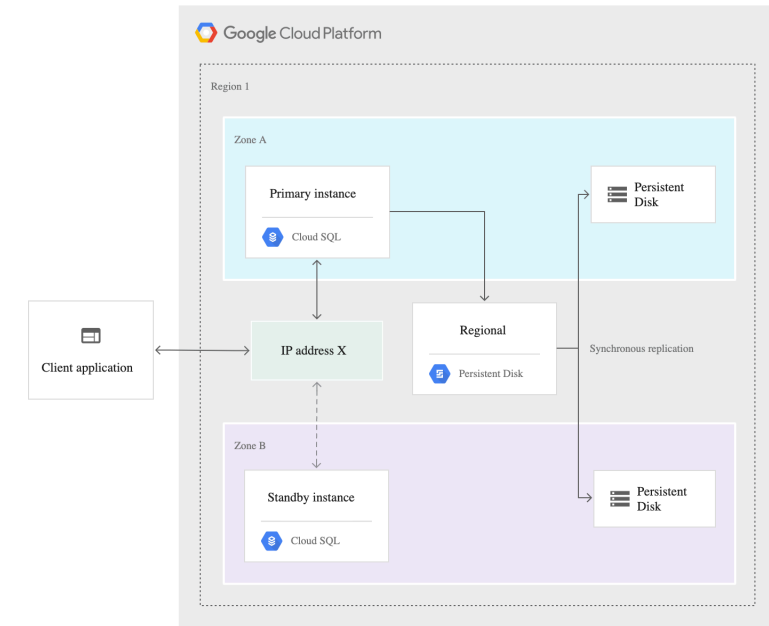 Google Cloud Platform
Region 1
Zone A
Primary instance
Cloud SQL
Persistent
Disk
Client application
IP address X
Regional
Persistent Disk
Synchronous replication
Zone B
Standby instance
Cloud SQL
Persistent
Disk